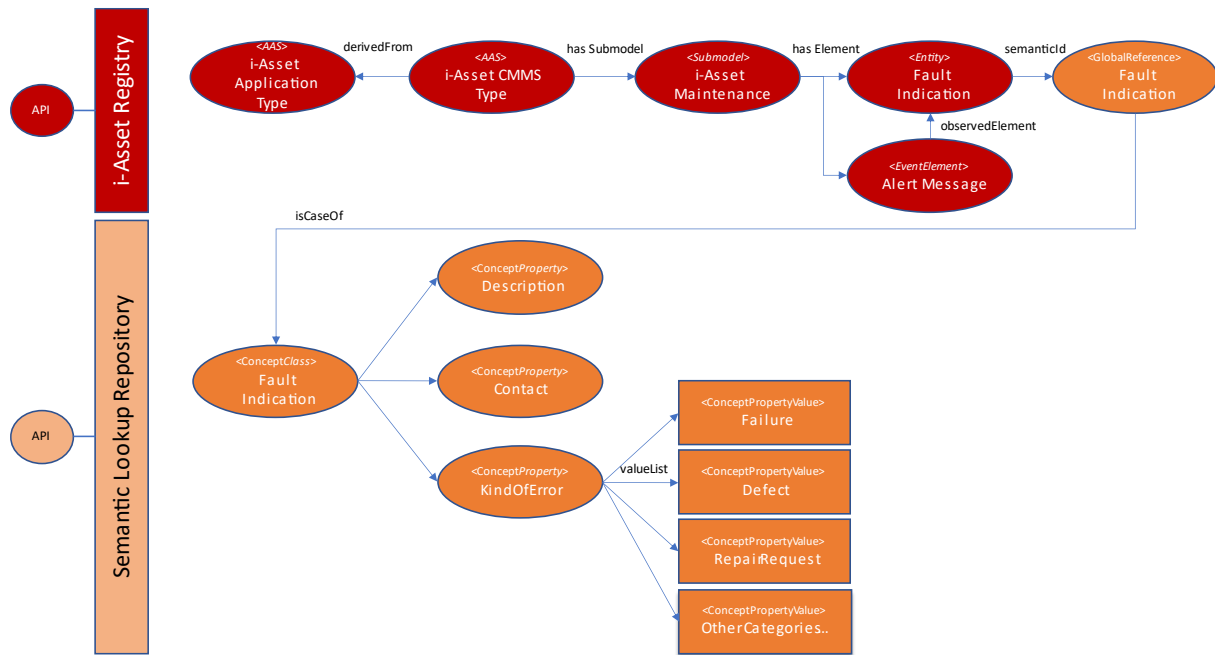 API
i-Asset Registry
<AAS>
i-Asset
Application
Type
derivedFrom
<AAS>
i-Asset CMMS
Type
has Submodel
<Submodel>
i-Asset
Maintenance
has Element
<Entity>
Fault
Indication
semanticId
<GlobalReference>
Fault
Indication
observedElement
<EventElement>
Alert Message
isCaseOf
API
Semantic Lookup Repository
<ConceptClass>
Fault
Indication
<ConceptProperty>
Description
<ConceptProperty>
Contact
<ConceptProperty>
KindOfError
valueList
<ConceptPropertyValue>
Failure
<ConceptPropertyValue>
Defect
<ConceptPropertyValue>
RepairRequest
<ConceptPropertyValue>
OtherCategories..